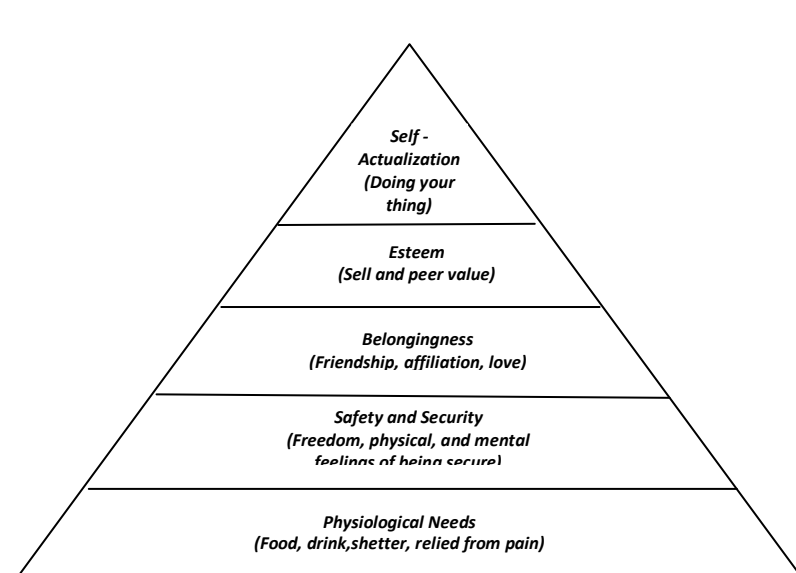 Self -
Actualization
(Doing your
thing)
Esteem
(Sell and peer value)
Belongingness
(Friendship, affiliation, love)
Safety and Security
(Freedom, physical, and mental
feelings of being secure)
Physiological Needs
(Food, drink,shetter, relied from pain)